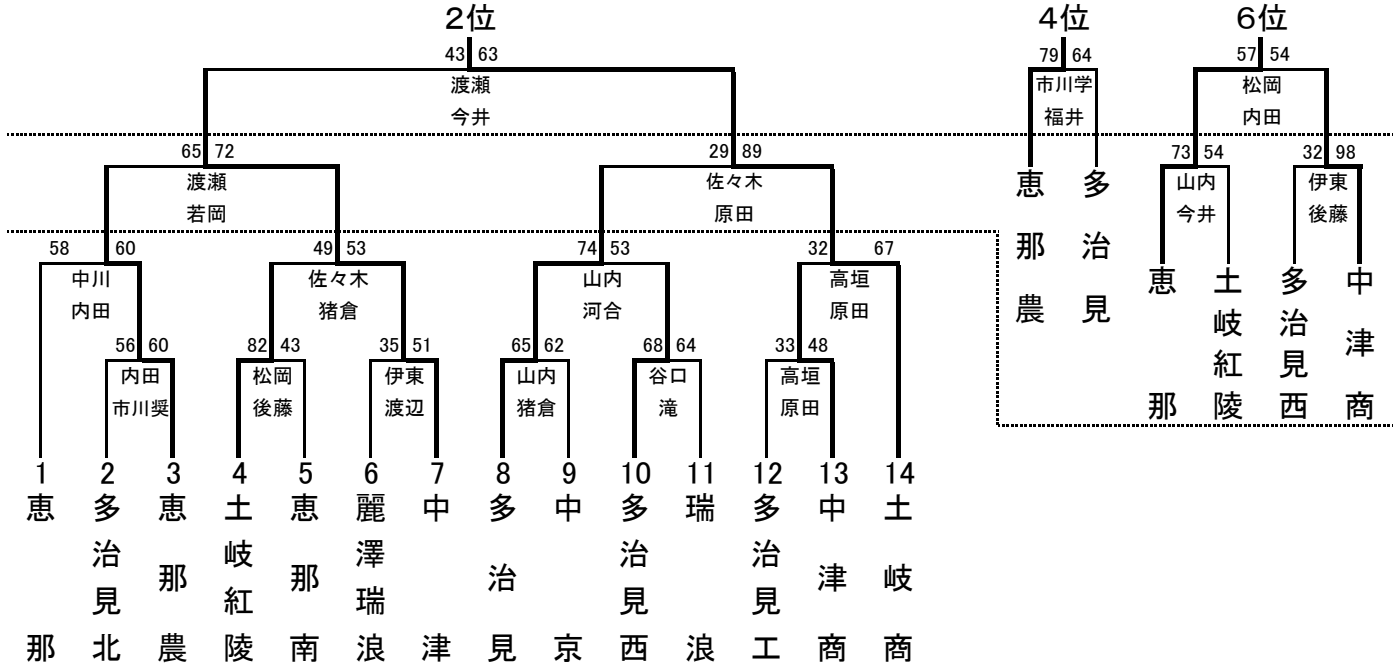 2位 4位 6位
43 63 79 64 57 54
渡瀬 市川学 松岡
今井 福井 内田
65 72 29 89 73 54 32 98
渡瀬 佐々木 山内 伊東
若岡 原田 今井 後藤
恵那農 多治見
58 60 49 53 74 53 32 67
中川 佐々木 山内 高垣
内田 猪倉 河合 原田
恵那 土岐紅陵 多治見西 中津商
56 60 82 43 35 51 65 62 68 64 33 48
内田 松岡 伊東 山内 谷口 高垣
市川奨 後藤 渡辺 猪倉 滝 原田
1 2 3 4 5 6 7 8 9 10 11 12 13 14
恵那 多治見北 恵那農 土岐紅陵 恵那南 麗澤瑞浪 中津 多治見 中京 多治見西 瑞浪 多治見工 中津商 土岐商